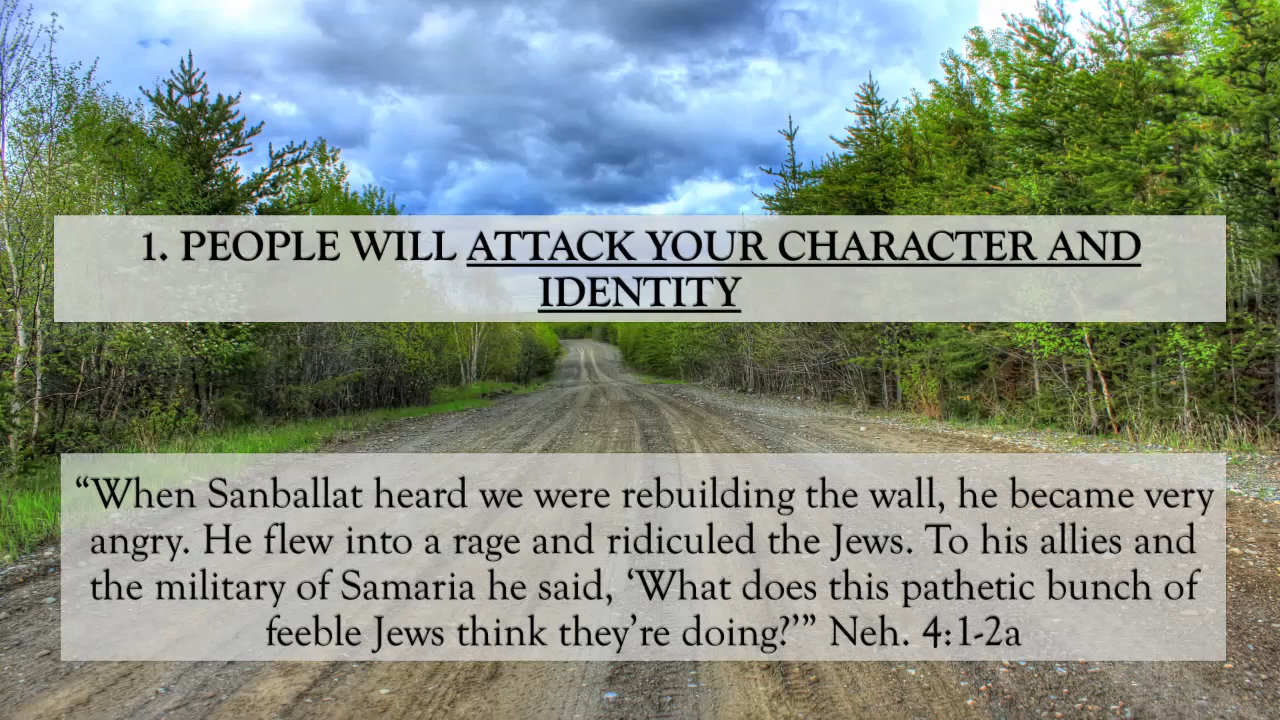 1. PEOPLE WILL ATTACK YOUR CHARACTER AND
IDENTITY
“When Sanballat heard we were rebuilding the wall, he became very
angry. He flew into a rage and ridiculed the Jews. To his allies and
the military of Samaria he said, ‘What does this pathetic bunch of
feeble Jews think they’re doing?’” Neh. 4:1-2a